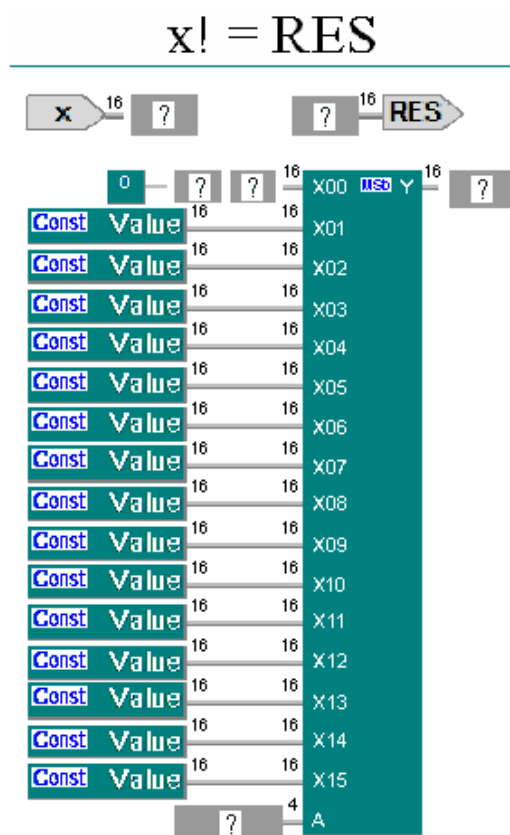 x! = RES
x 16 ? ? 16 RES
0 ? ? 16 X00 MSb Y 16 ?
Const Value 16 16 X01
Const Value 16 16 X02
Const Value 16 16 X03
Const Value 16 16 X04
Const Value 16 16 X05
Const Value 16 16 X06
Const Value 16 16 X07
Const Value 16 16 X08
Const Value 16 16 X09
Const Value 16 16 X10
Const Value 16 16 X11
Const Value 16 16 X12
Const Value 16 16 X13
Const Value 16 16 X14
Const Value 16 16 X15
? 4 A